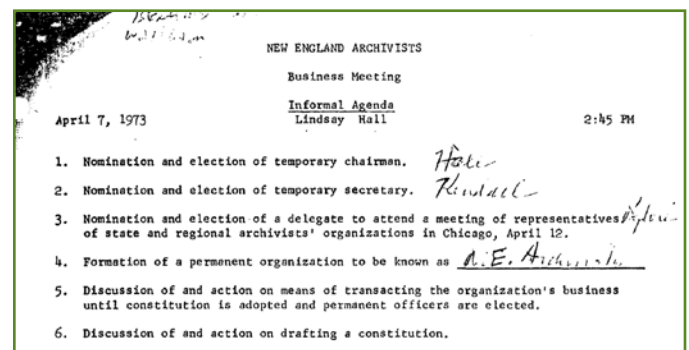 NEW ENGLAND ARCHIVISTS
Business Meeting
Informal Agenda
April 7, 1973 Lindsay Hall 2:45 PM
1. Nomination and election of temporary chairman. Hale
2. Nomination and election of temporary secretary. Kendall
3. Nomination and election of a delegate to attend a meeting of representatives
of state and regional archivists' organizations in Chicago, April 12.
4. Formation of a permanent organization to be known as N.E. Archivists
5. Discussion of and action on means of transacting the organization's business
until constitution is adopted and permanent officers are elected.
6. Discussion of and action on drafting a constitution.